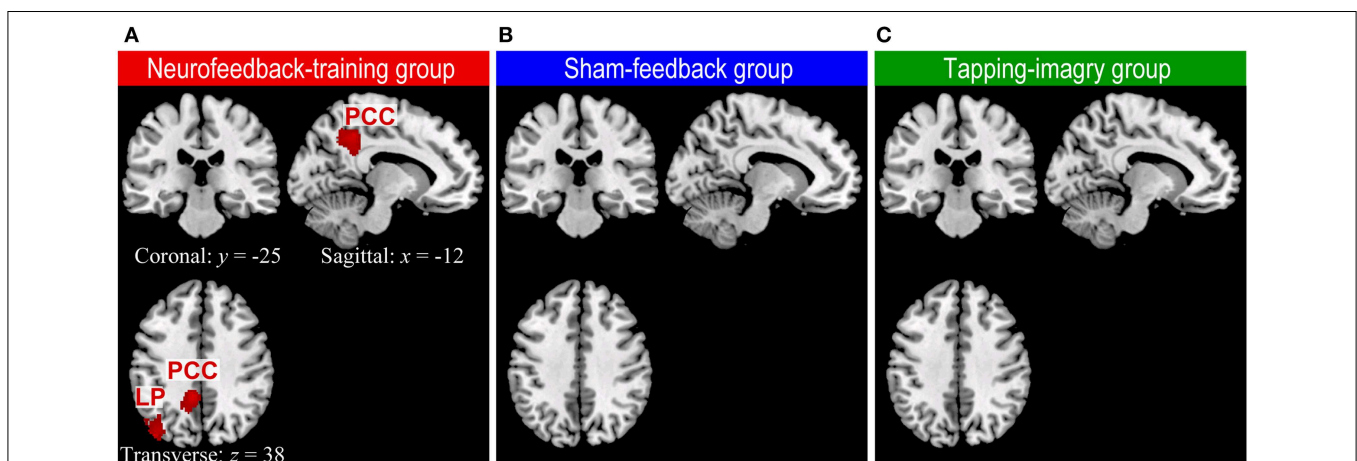 A
B
C
Neurofeedback-training group
Sham-feedback group
Tapping-imagry group
PCC
Coronal: y = -25
Sagittal: x = -12
PCC
LP
Transverse: z = 38